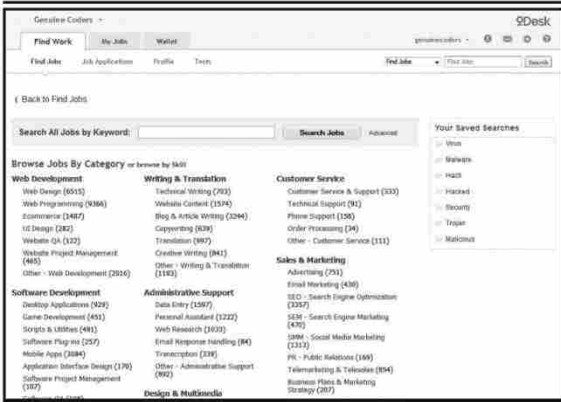 Genuine Coders
oDesk
Find Work
My Jobs
Wallet
genuinecoders
Find Jobs
Job Applications
Profile
Tests
Find Jobs
Find Jobs
Search
Back to Find Jobs
Search All Jobs by Keyword:
Search Jobs
Advanced
Your Saved Searches
Virus
Malware
Hack
Hacked
Security
Trojan
Malicious
Browse Jobs By Category or browse by Skill
Web Development
Web Design (6515)
Web Programming (9366)
Ecommerce (1487)
UI Design (282)
Website QA (122)
Website Project Management
(465)
Other - Web Development (2016)
Software Development
Desktop Applications (929)
Game Development (451)
Scripts & Utilities (491)
Software Plug-ins (257)
Mobile Apps (3084)
Application Interface Design (170)
Software Project Management
(187)
Writing & Translation
Technical Writing (703)
Website Content (1574)
Blog & Article Writing (3294)
Copywriting (639)
Translation (997)
Creative Writing (841)
Other - Writing & Translation
(1183)
Administrative Support
Data Entry (1597)
Personal Assistant (1222)
Web Research (1033)
Email Response Handling (84)
Transcription (239)
Other - Administrative Support
(892)
Design & Multimedia
Customer Service
Customer Service & Support (333)
Technical Support (91)
Phone Support (158)
Order Processing (34)
Other - Customer Service (111)
Sales & Marketing
Advertising (751)
Email Marketing (430)
SEO - Search Engine Optimization
(3357)
SEM - Search Engine Marketing
(470)
SMM - Social Media Marketing
(1313)
PR - Public Relations (169)
Telemarketing & Telesales (854)
Business Plans & Marketing
Strategy (207)